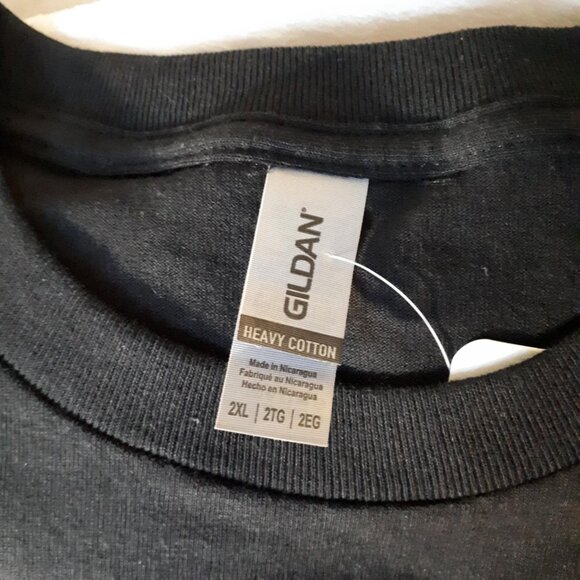 GILDAN®
HEAVY COTTON
Made in Nicaragua
Fabriqué au Nicaragua
Hecho en Nicaragua
2XL | 2TG | 2EG